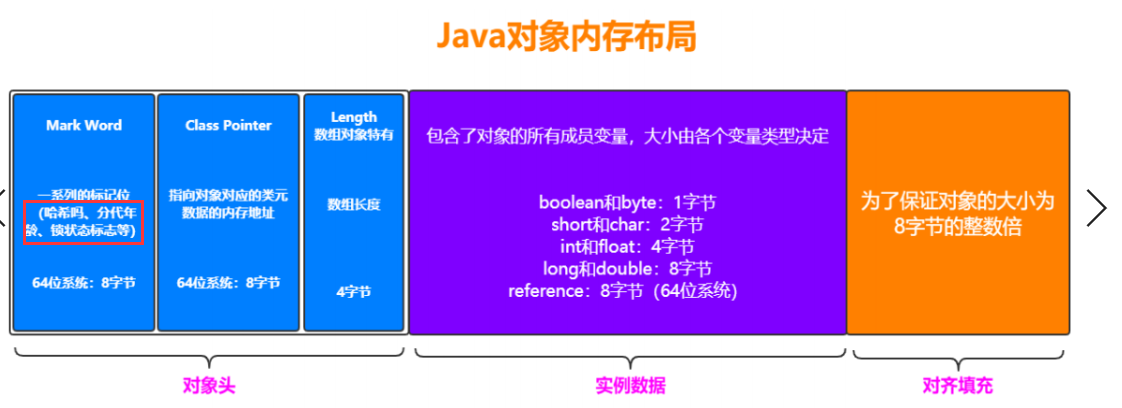 Java对象内存布局
Mark Word
一系列的标记位
(哈希吗、分代年
龄、锁状态标志等)
64位系统：8字节
Class Pointer
指向对象对应的类元
数据的内存地址
64位系统：8字节
Length
数组对象特有
数组长度
4字节
包含了对象的所有成员变量，大小由各个变量类型决定
boolean和byte：1字节
short和char：2字节
int和float：4字节
long和double：8字节
reference：8字节（64位系统)
为了保证对象的大小为
8字节的整数倍
对象头
实例数据
对齐填充